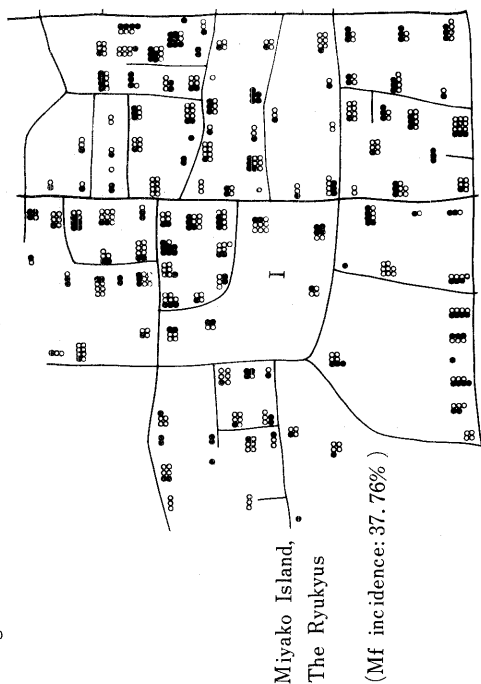 I
Miyako Island,
The Ryukyus
(Mf incidence: 37.76%)